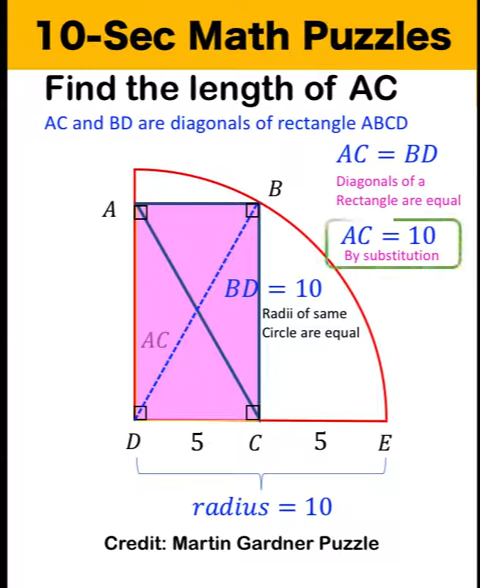 10-Sec Math Puzzles
Find the length of AC
AC and BD are diagonals of rectangle ABCD
AC = BD
Diagonals of a
Rectangle are equal
AC = 10
By substitution
A
B
BD = 10
Radii of same
Circle are equal
AC
D 5 C 5 E
radius = 10
Credit: Martin Gardner Puzzle